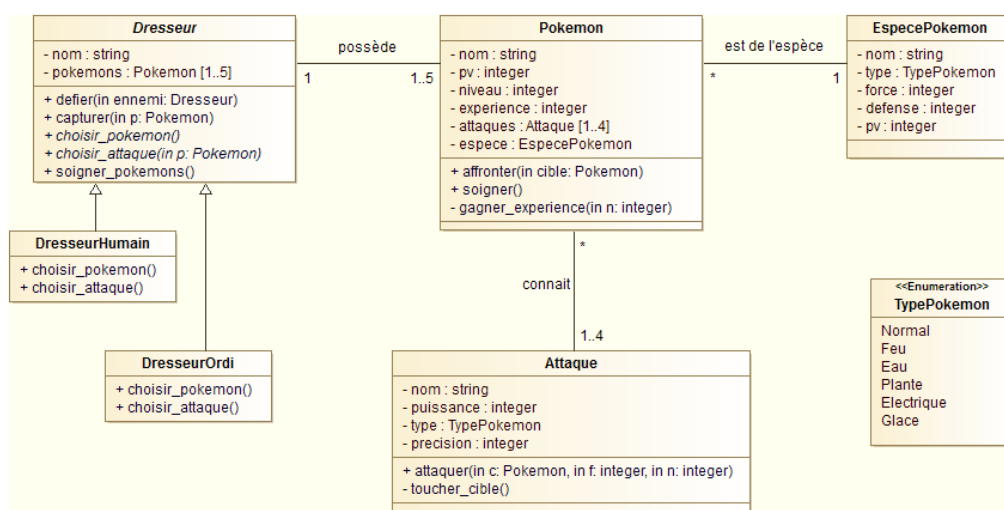 Dresseur
- nom : string
- pokemons : Pokemon [1..5]
+ defier(in ennemi: Dresseur)
+ capturer(in p: Pokemon)
+ choisir_pokemon()
+ choisir_attaque(in p: Pokemon)
+ soigner_pokemons()
possède
1
1..5
Pokemon
- nom : string
- pv : integer
- niveau : integer
- experience : integer
- attaques : Attaque [1..4]
- espece : EspecePokemon
+ affronter(in cible: Pokemon)
+ soigner()
- gagner_experience(in n: integer)
est de l'espèce
*
1
EspecePokemon
- nom : string
- type : TypePokemon
- force : integer
- defense : integer
- pv : integer
DresseurHumain
+ choisir_pokemon()
+ choisir_attaque()
DresseurOrdi
+ choisir_pokemon()
+ choisir_attaque()
*
connait
1..4
Attaque
- nom : string
- puissance : integer
- type : TypePokemon
- precision : integer
+ attaquer(in c: Pokemon, in f: integer, in n: integer)
- toucher_cible()
<<Enumeration>>
TypePokemon
Normal
Feu
Eau
Plante
Electrique
Glace